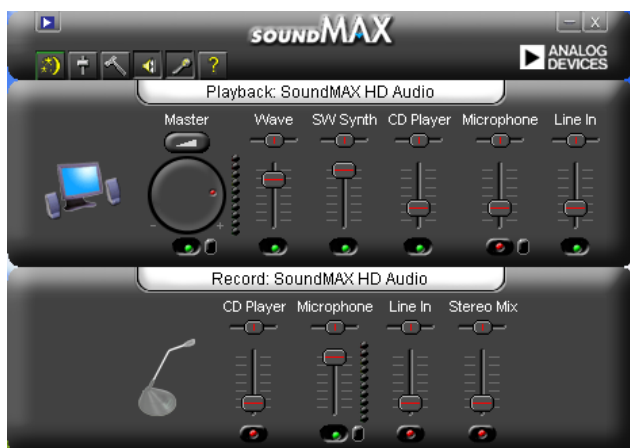 SOUNDMAX
X
?
ANALOG
DEVICES
Playback: SoundMAX HD Audio
Master Wave SW Synth CD Player Microphone Line In
- +
Record: SoundMAX HD Audio
CD Player Microphone Line In Stereo Mix